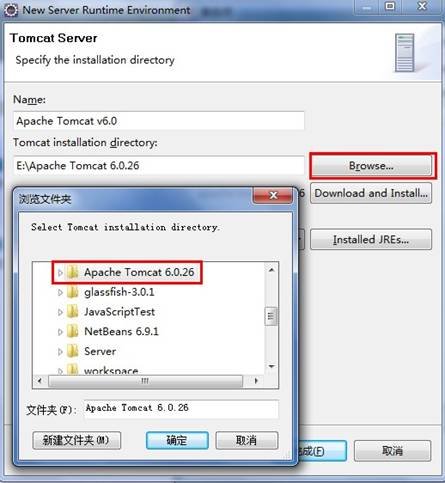 New Server Runtime Environment
Tomcat Server
Specify the installation directory
Name:
Apache Tomcat v6.0
Tomcat installation directory:
E:\Apache Tomcat 6.0.26
Browse...
浏览文件夹
6
Download and Install...
Select Tomcat installation directory.
Installed JREs...
Apache Tomcat 6.0.26
glassfish-3.0.1
JavaScriptTest
NetBeans 6.9.1
Server
workspace
文件夹(F):
Apache Tomcat 6.0.26
新建文件夹(M)
确定
取消
成(F)
取消